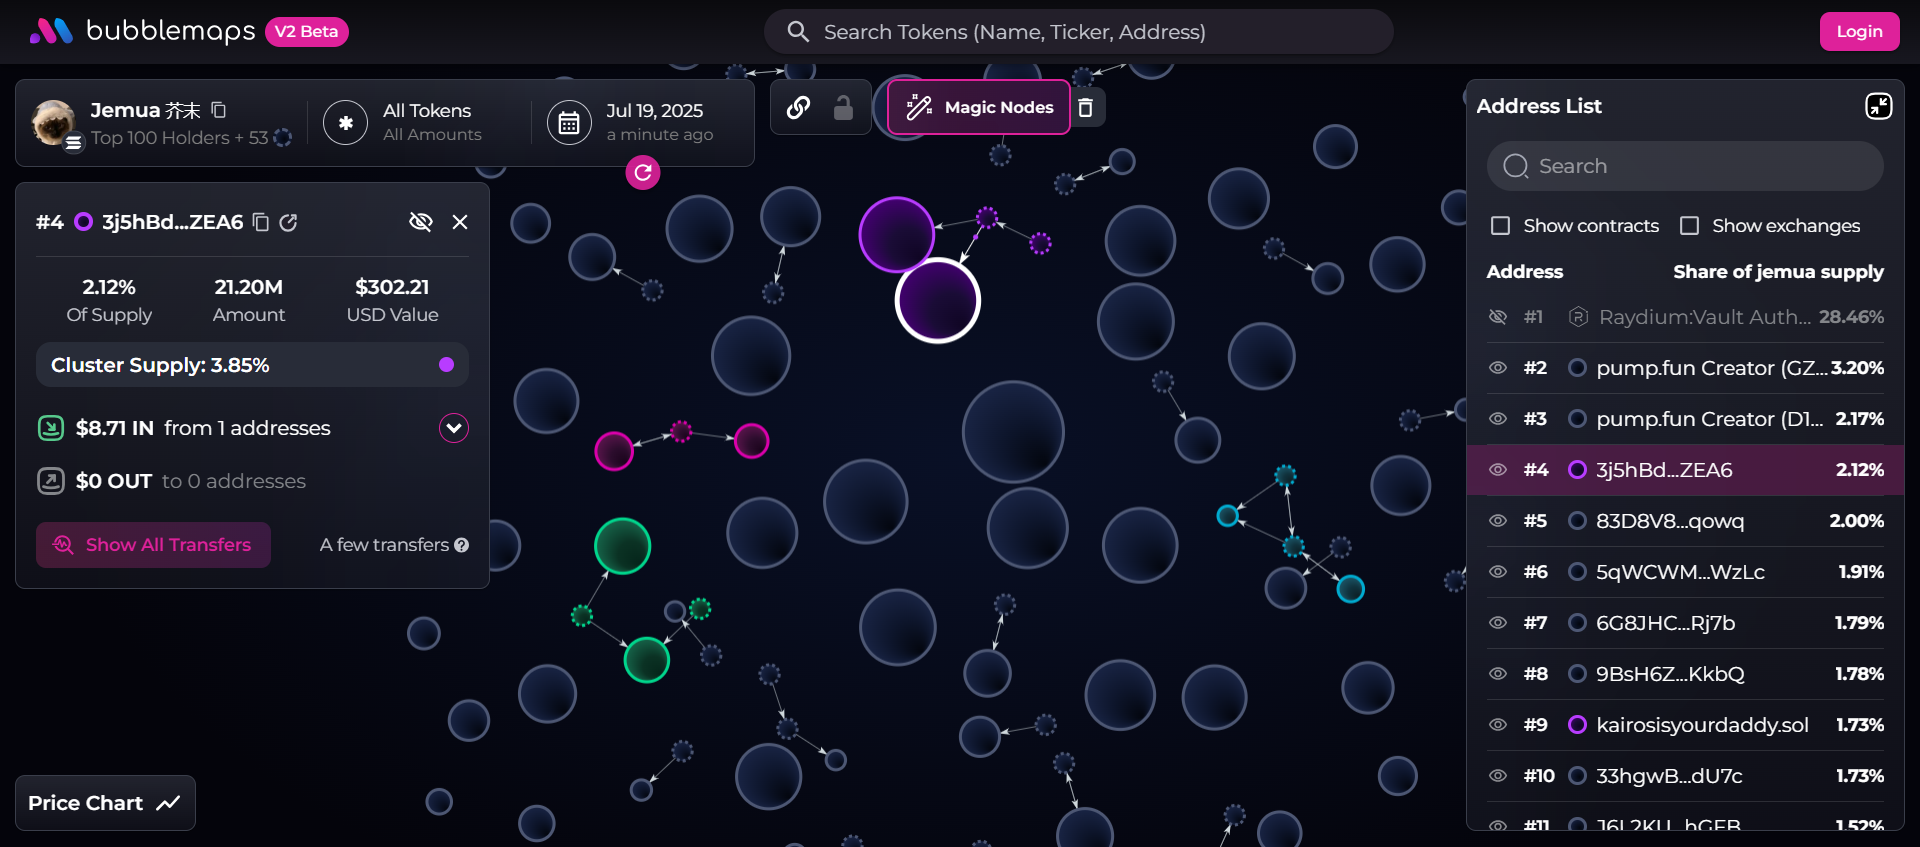 bubblemaps V2 Beta
Search Tokens (Name, Ticker, Address)
Login
Jemua 芥末
Top 100 Holders + 53
All Tokens
All Amounts
Jul 19, 2025
a minute ago
Magic Nodes
#4 3j5hBd...ZEA6
2.12% 21.20M $302.21
Of Supply Amount USD Value
Cluster Supply: 3.85%
$8.71 IN from 1 addresses
$0 OUT to 0 addresses
Show All Transfers A few transfers
Price Chart
Address List
Search
Show contracts Show exchanges
Address Share of jemua supply
#1 Raydium:Vault Auth... 28.46%
#2 pump.fun Creator (GZ... 3.20%
#3 pump.fun Creator (D1... 2.17%
#4 3j5hBd...ZEA6 2.12%
#5 83D8V8...qowq 2.00%
#6 5qWCWM...WzLc 1.91%
#7 6G8JHC...Rj7b 1.79%
#8 9BsH6Z...KkbQ 1.78%
#9 kairosisyourdaddy.sol 1.73%
#10 33hgwB...dU7c 1.73%
#11 1.52%